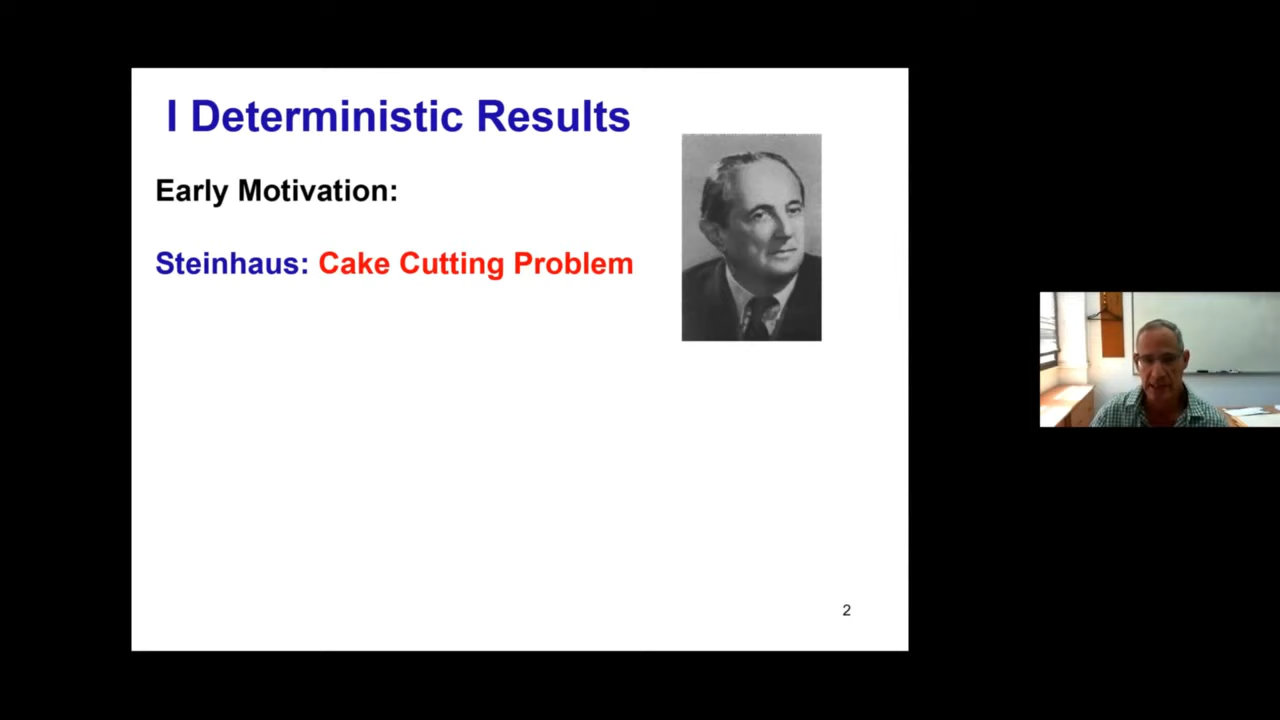 I Deterministic Results
Early Motivation:
Steinhaus: Cake Cutting Problem
2